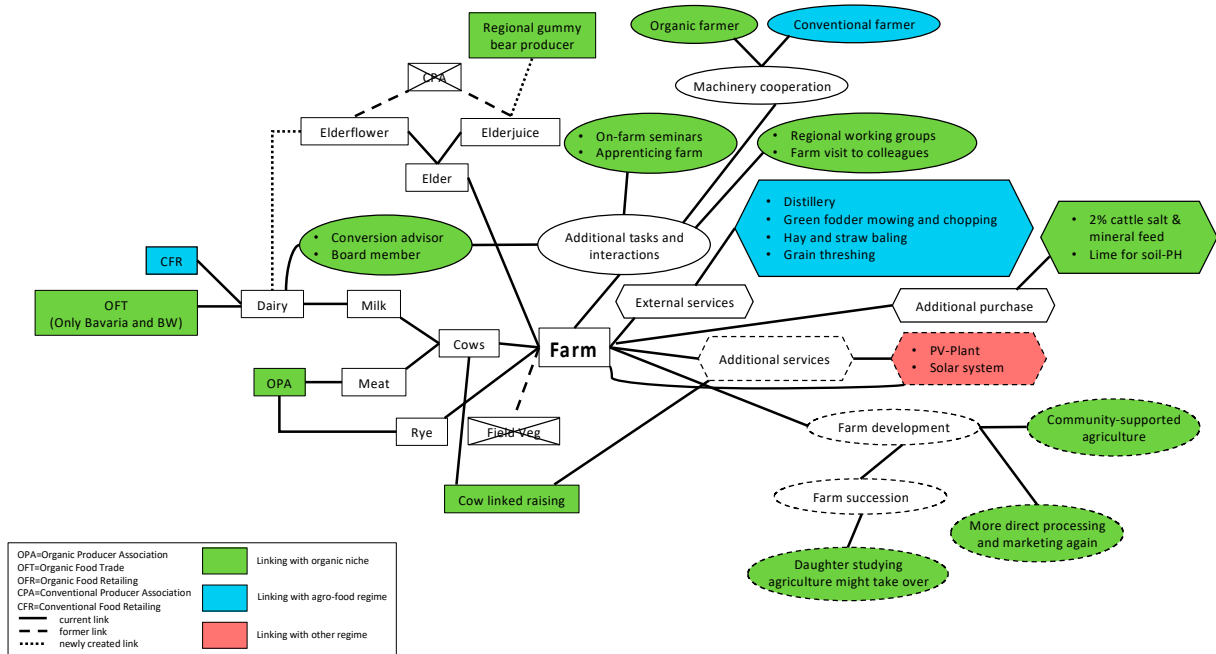 Organic farmer
Conventional farmer
Regional gummy
bear producer
CPA
Machinery cooperation
Elderflower
Elderjuice
• On-farm seminars
• Apprenticing farm
• Regional working groups
• Farm visit to colleagues
Elder
• Distillery
• Green fodder mowing and chopping
• Hay and straw baling
• Grain threshing
• 2% cattle salt &
mineral feed
• Lime for soil-PH
• Conversion advisor
• Board member
Additional tasks and
interactions
CFR
OFT
(Only Bavaria and BW)
Dairy
Milk
External services
Additional purchase
Cows
Farm
Additional services
• PV-Plant
• Solar system
OPA
Meat
Rye
Field Veg
Farm development
Community-supported
agriculture
Cow linked raising
Farm succession
More direct processing
and marketing again
Daughter studying
agriculture might take over
OPA=Organic Producer Association
OFT=Organic Food Trade
OFR=Organic Food Retailing
CPA=Conventional Producer Association
CFR=Conventional Food Retailing
current link
former link
newly created link
Linking with organic niche
Linking with agro-food regime
Linking with other regime